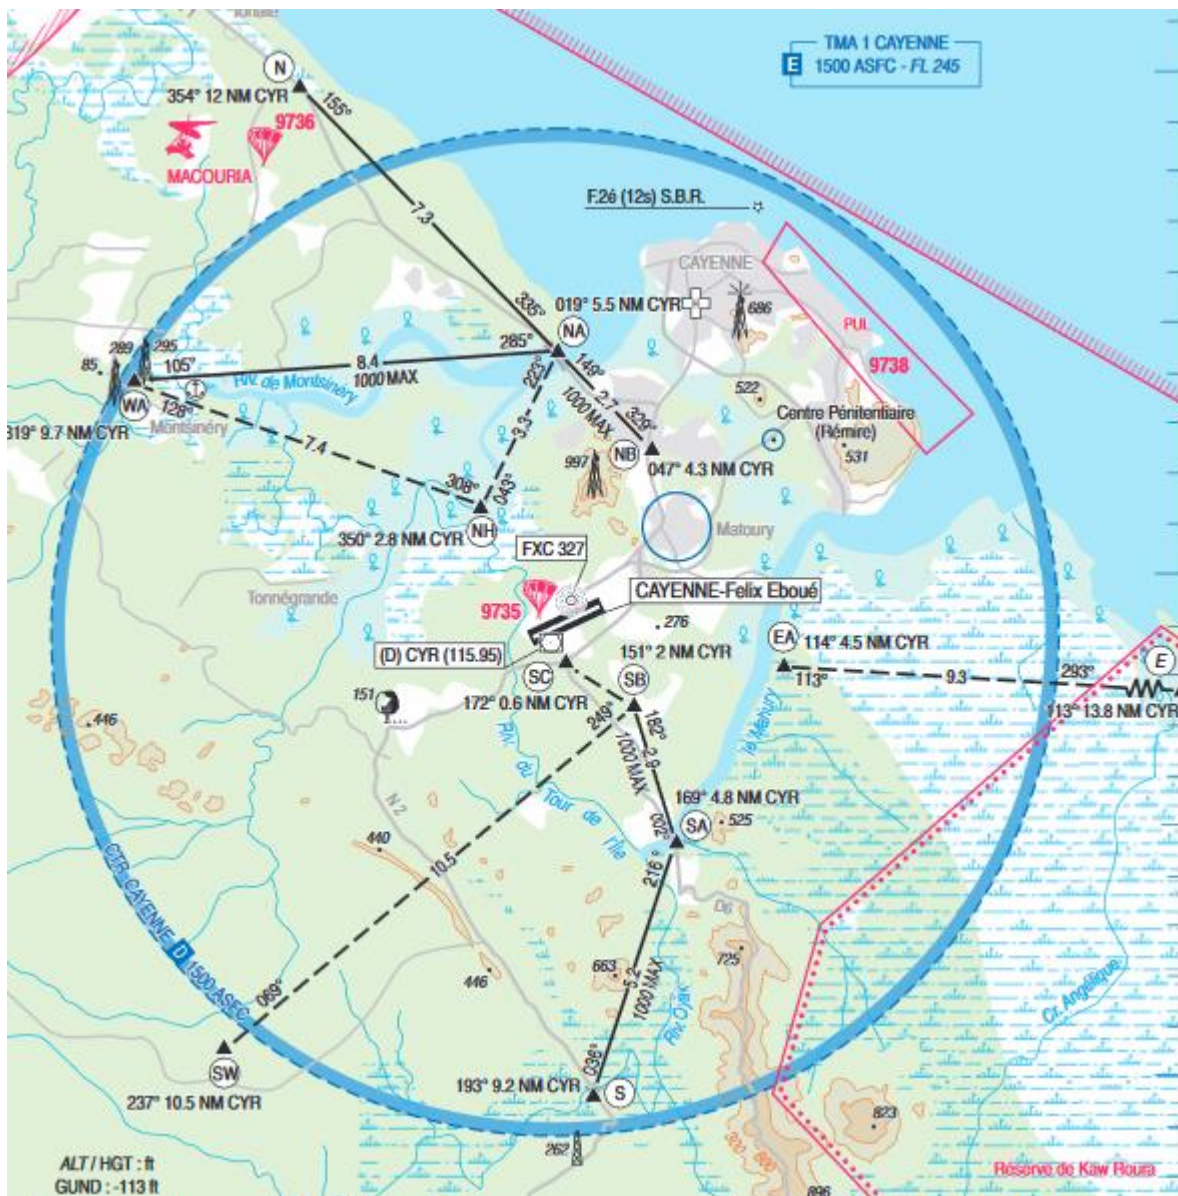 Tonate
N
354° 12 NM CYR
155°
9736
MACOURIA
TMA 1 CAYENNE
E 1500 ASFC - FL 245
7.3
F.2é (12s) S.B.R.
CAYENNE
335°
019° 5.5 NM CYR
686
NA
PUL
9738
289
295
85
105°
8.4
1000 MAX
285°
223°
149°
2.7
1000 MAX
329°
522
Riv. de Montsinéry
WA
128°
Montsinéry
319° 9.7 NM CYR
7.4
3.3
Centre Pénitentiaire
(Rémire)
531
997
NB
047° 4.3 NM CYR
308°
043°
NH
350° 2.8 NM CYR
Matoury
FXC 327
Tonnégrande
9735
CAYENNE-Felix Eboué
276
(D) CYR (115.95)
151° 2 NM CYR
EA
114° 4.5 NM CYR
E
SC
SB
113°
9.3
293°
113° 13.8 NM CYR
172° 0.6 NM CYR
151
249°
182°
2.9
1000 MAX
le Mahury
446
Riv. du Tour de l'Ile
N 2
169° 4.8 NM CYR
SA
525
002°
440
10.5
216°
D6
CTR CAYENNE D 1500 ASFC
446
663
5.2
1000 MAX
725
069°
Riv. Oyak
Cr. Angélique
SW
237° 10.5 NM CYR
036°
193° 9.2 NM CYR
S
823
262
300
600
896
ALT / HGT : ft
GUND : -113 ft
Réserve de Kaw Roura